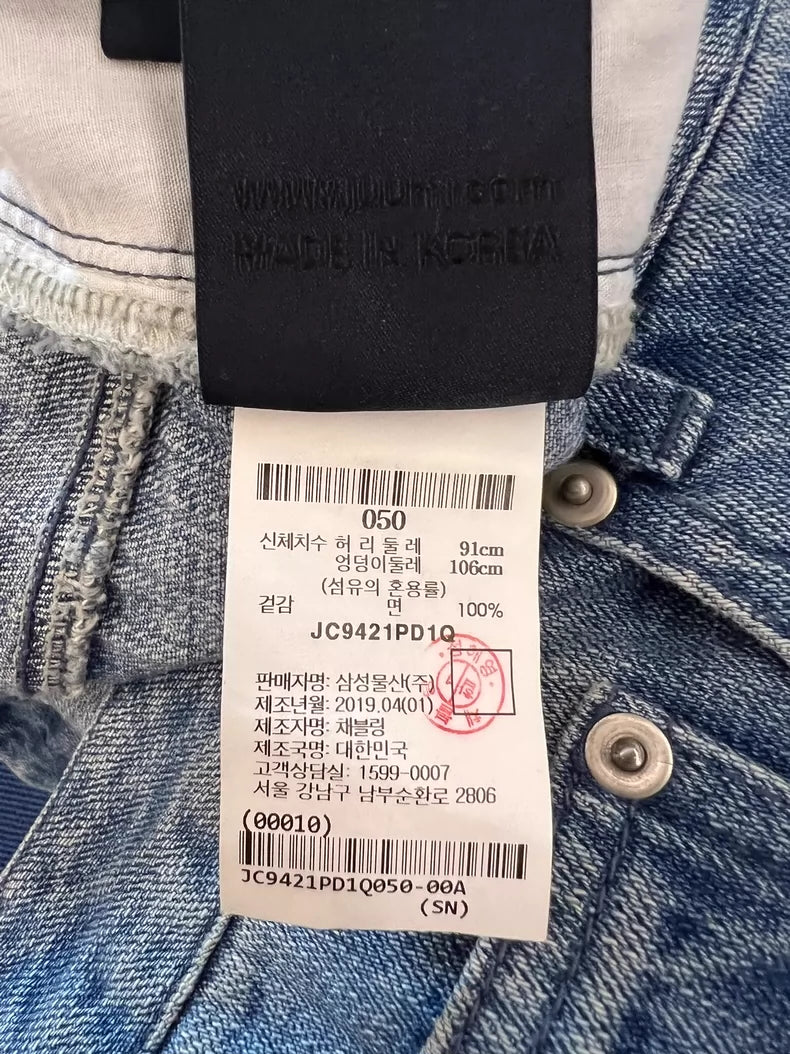 MADE IN KOREA
050
신체치수 허 리 둘 레 91cm
엉덩이둘레 106cm
(섬유의 혼용률)
겉감 면 100%
JC9421PD1Q
판매자명: 삼성물산(주)
제조년월: 2019.04(01)
제조자명: 채블링
제조국명: 대한민국
고객상담실: 1599-0007
서울 강남구 남부순환로 2806
(00010)
JC9421PD1Q050-00A
(SN)